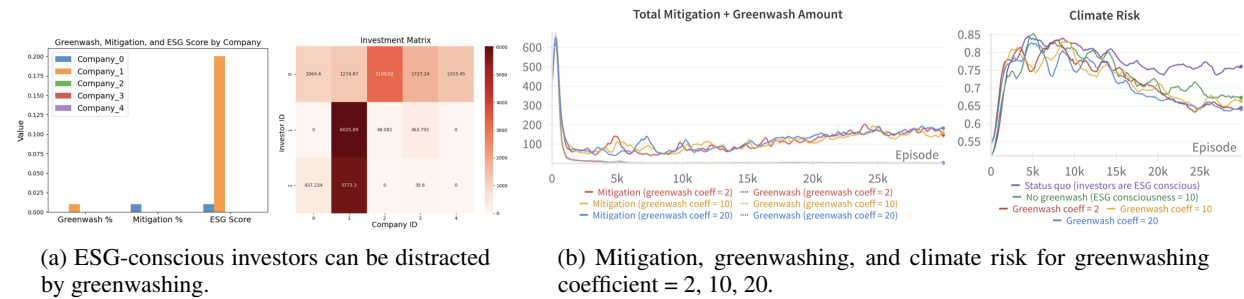 Greenwash, Mitigation, and ESG Score by Company
0.200
0.175
0.150
0.125
0.100
0.075
0.050
0.025
0.000
Value
Company_0
Company_1
Company_2
Company_3
Company_4
Greenwash %
Mitigation %
ESG Score
Investment Matrix
Investor ID
0
1
2
1064.6 1274.87 3199.02 1727.24 1353.45
0 6025.09 48.081 363.792 0
437.234 5773.3 0 39.6 0
0 1 2 3 4
Company ID
6000
5000
4000
3000
2000
1000
0
(a) ESG-conscious investors can be distracted
by greenwashing.
Total Mitigation + Greenwash Amount
600
500
400
300
200
100
0 5k 10k 15k 20k 25k
Episode
Mitigation (greenwash coeff = 2) Greenwash (greenwash coeff = 2)
Mitigation (greenwash coeff = 10) Greenwash (greenwash coeff = 10)
Mitigation (greenwash coeff = 20) Greenwash (greenwash coeff = 20)
Climate Risk
0.85
0.8
0.75
0.7
0.65
0.6
0.55
0 5k 10k 15k 20k 25k
Episode
Status quo (investors are ESG conscious)
No greenwash (ESG consciousness = 10)
Greenwash coeff = 2 Greenwash coeff = 10
Greenwash coeff = 20
(b) Mitigation, greenwashing, and climate risk for greenwashing
coefficient = 2, 10, 20.